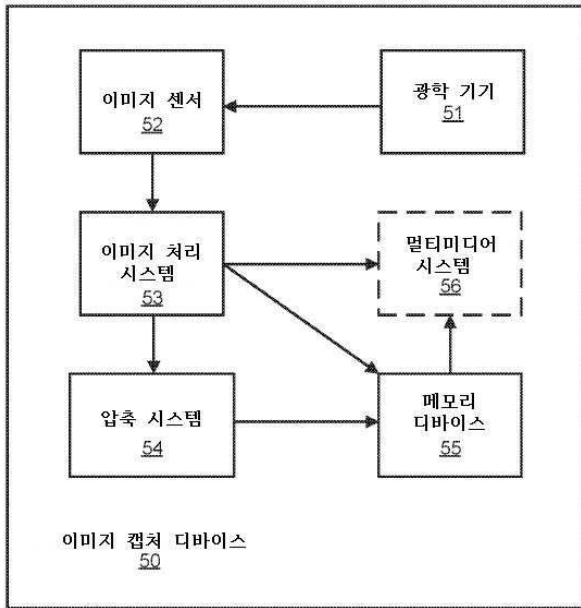 이미지 센서
52
광학 기기
51
이미지 처리
시스템
53
멀티미디어
시스템
56
압축 시스템
54
메모리
디바이스
55
이미지 캡처 디바이스
50